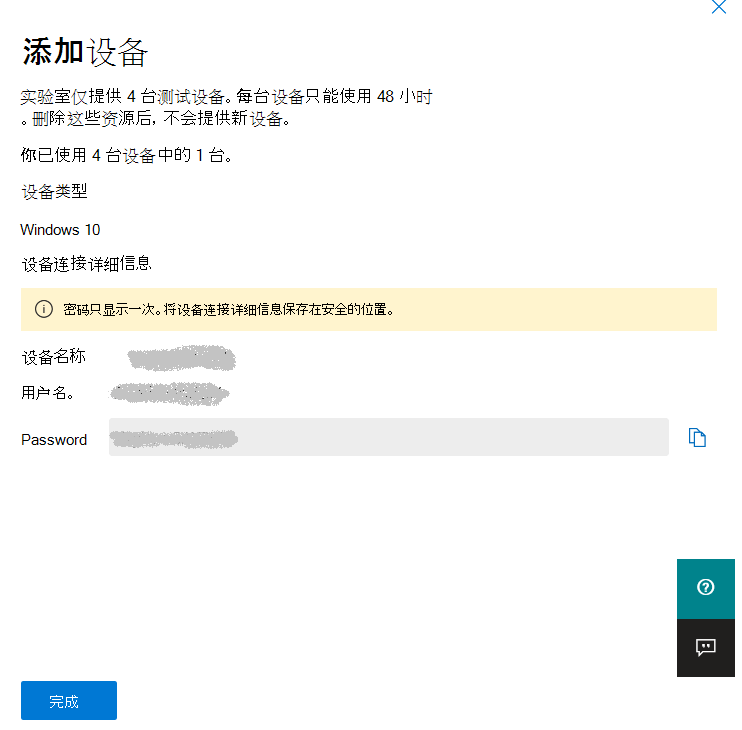 添加设备
实验室仅提供 4 台测试设备。每台设备只能使用 48 小时
。删除这些资源后, 不会提供新设备。
你已使用 4 台设备中的 1 台。
设备类型
Windows 10
设备连接详细信息
密码只显示一次。将设备连接详细信息保存在安全的位置。
设备名称
用户名。
Password
完成